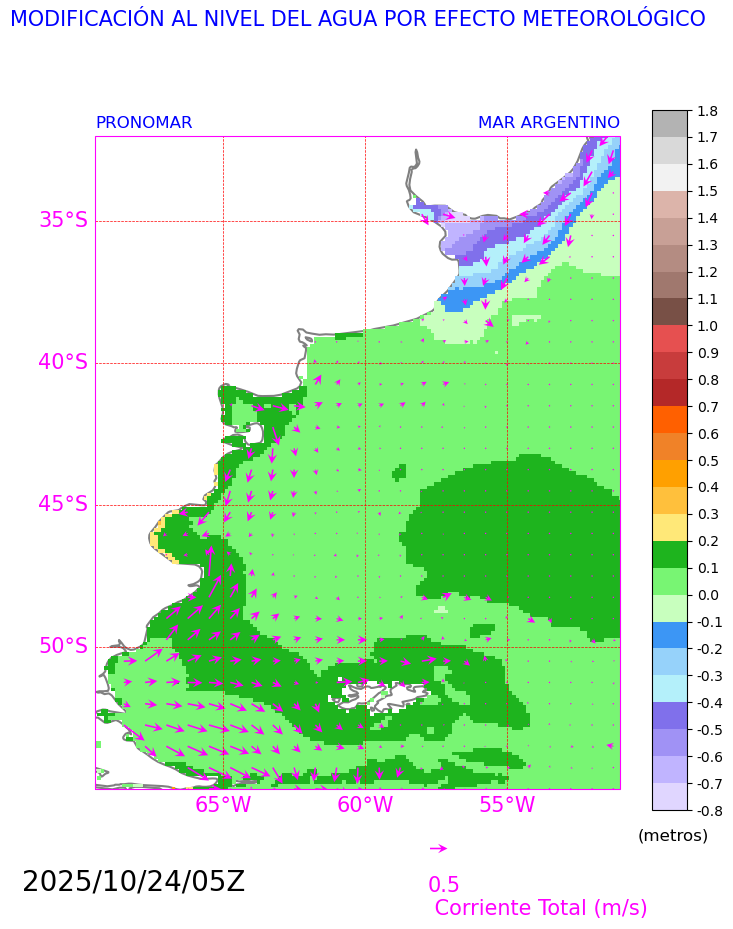 MODIFICACIÓN AL NIVEL DEL AGUA POR EFECTO METEOROLÓGICO
PRONOMAR
MAR ARGENTINO
35°S
40°S
45°S
50°S
65°W
60°W
55°W
1.8
1.7
1.6
1.5
1.4
1.3
1.2
1.1
1.0
0.9
0.8
0.7
0.6
0.5
0.4
0.3
0.2
0.1
0.0
-0.1
-0.2
-0.3
-0.4
-0.5
-0.6
-0.7
-0.8
(metros)
2025/10/24/05Z
0.5
Corriente Total (m/s)